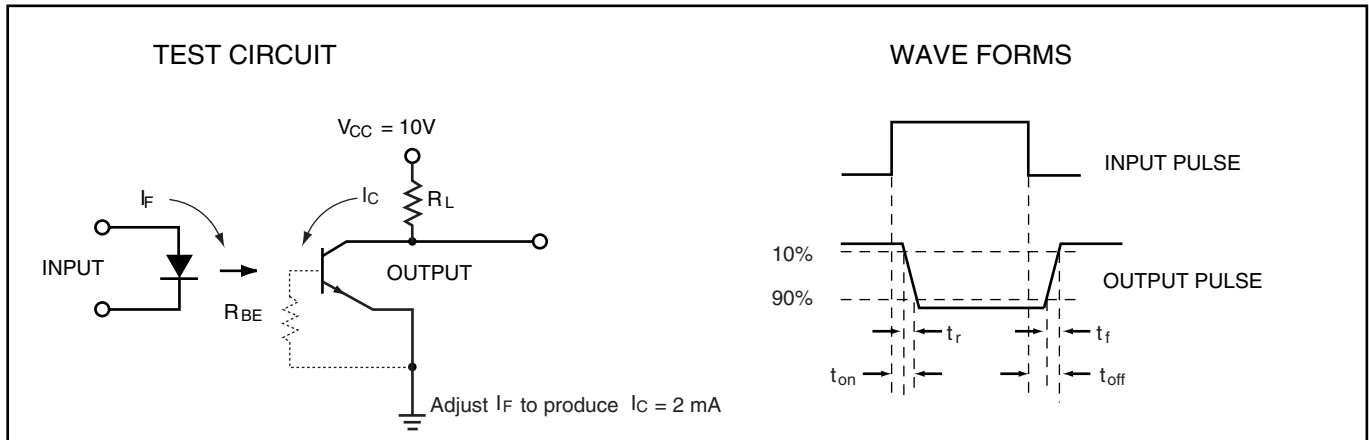 TEST CIRCUIT
WAVE FORMS
VCC = 10V
IF
IC
RL
INPUT
OUTPUT
RBE
Adjust IF to produce IC = 2 mA
INPUT PULSE
10%
OUTPUT PULSE
90%
tr
tf
ton
toff